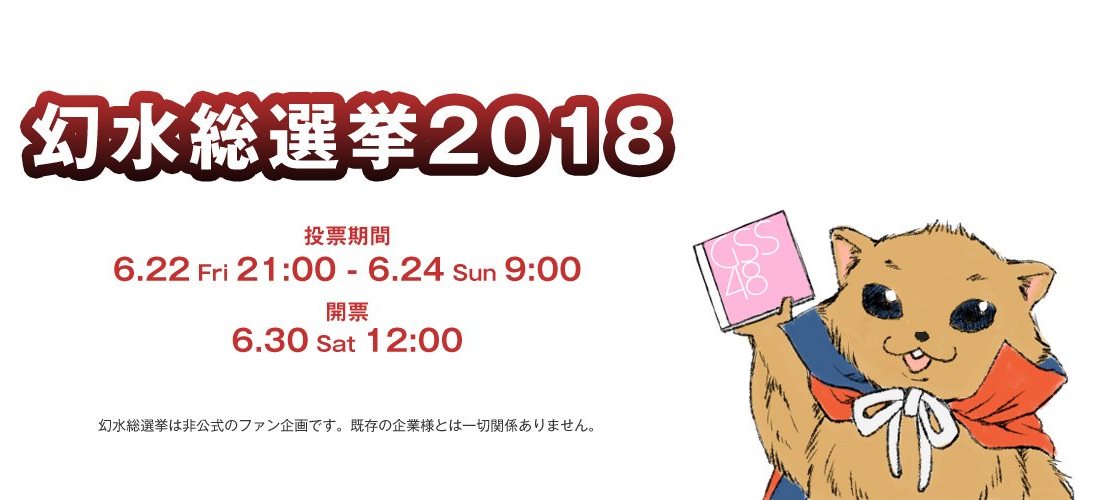 幻水総選挙2018
投票期間
6.22 Fri 21:00 - 6.24 Sun 9:00
開票
6.30 Sat 12:00
幻水総選挙は非公式のファン企画です。既存の企業様とは一切関係ありません。
GSS
48